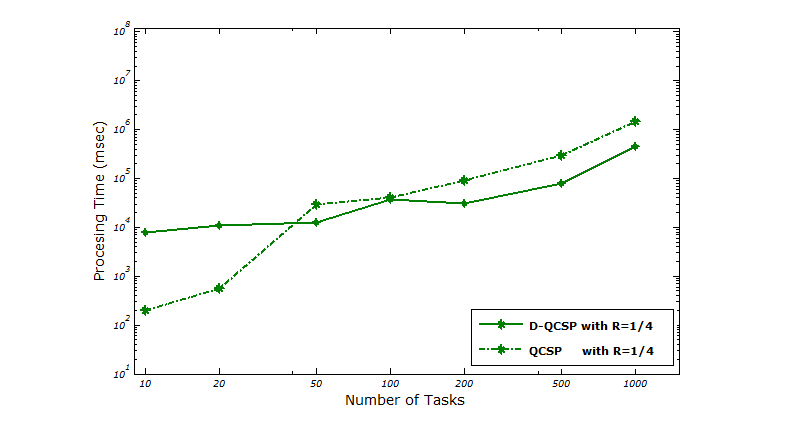 10^8
10^7
10^6
10^5
10^4
10^3
10^2
10^1
Procesing Time (msec)
D-QCSP with R=1/4
QCSP with R=1/4
10 20 50 100 200 500 1000
Number of Tasks